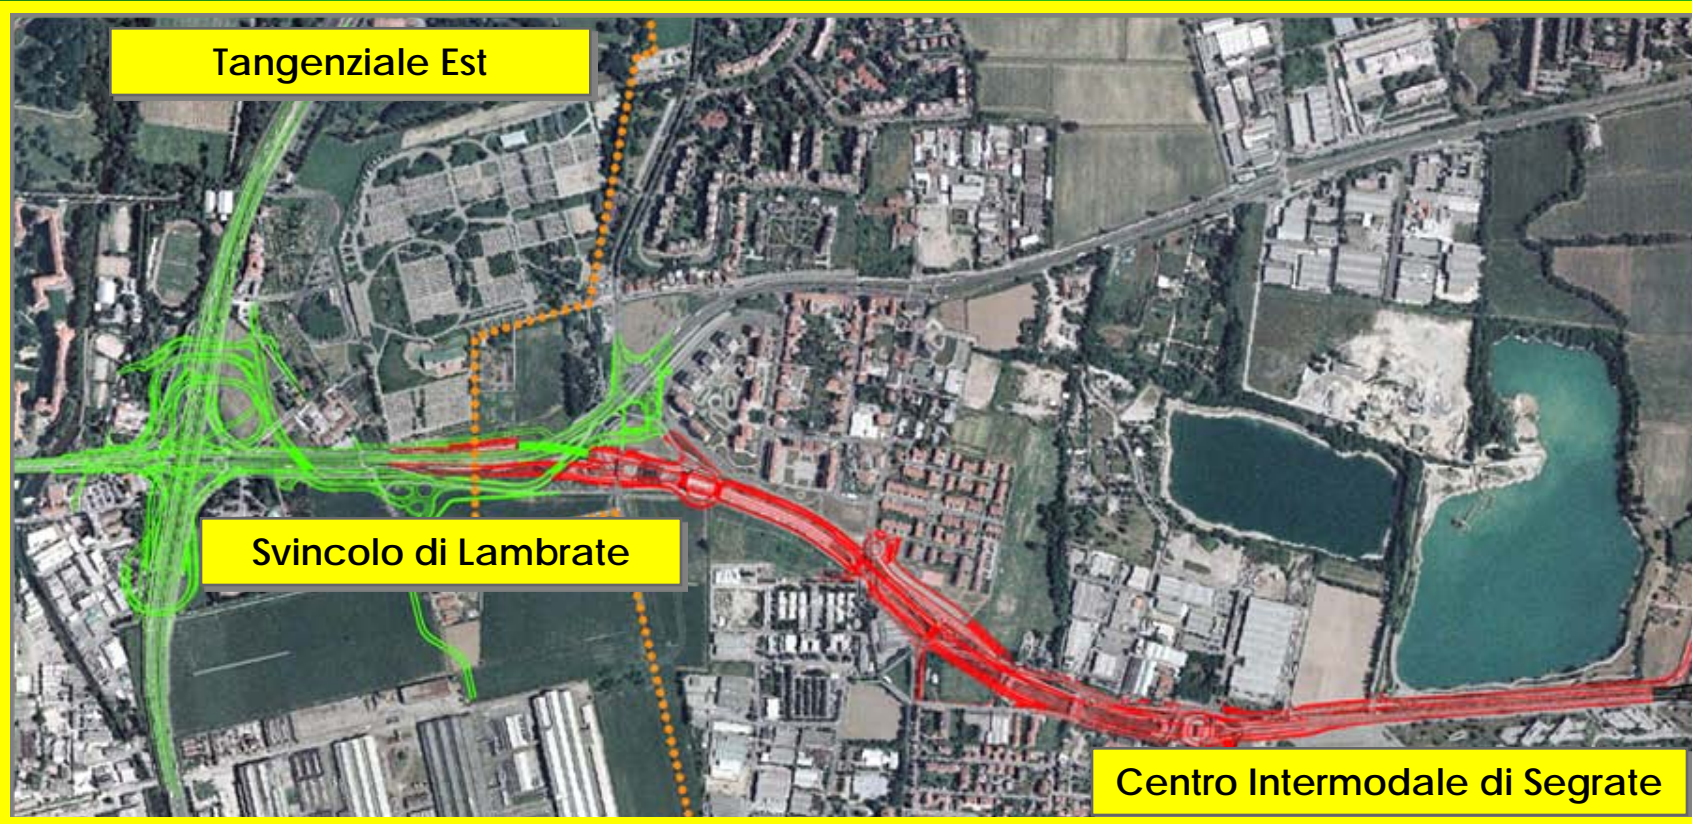 Tangenziale Est
Svincolo di Lambrate
Centro Intermodale di Segrate